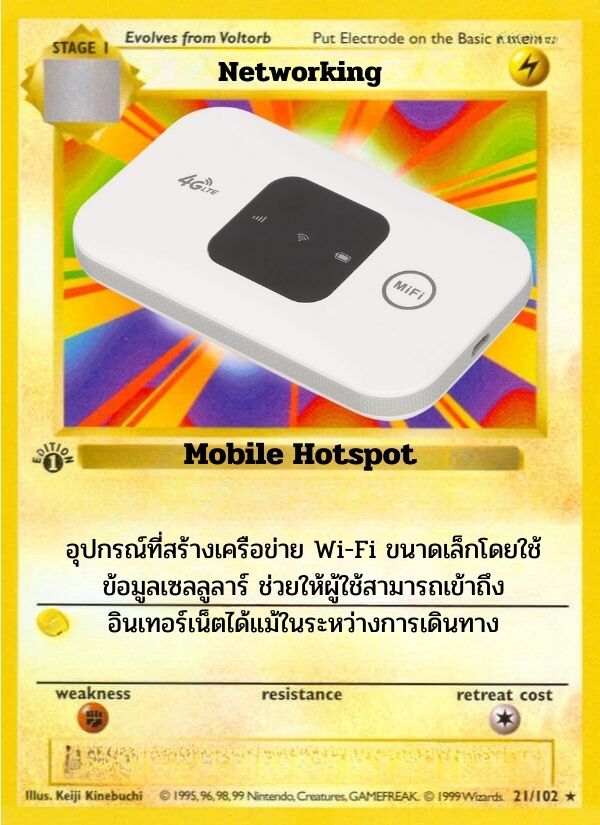 STAGE 1
Evolves from Voltorb
Put Electrode on the Basic
Networking
4G LTE
MiFi
EDITION
1
Mobile Hotspot
อุปกรณ์ที่สร้างเครือข่าย Wi-Fi ขนาดเล็กโดยใช้
ข้อมูลเซลลูลาร์ ช่วยให้ผู้ใช้สามารถเข้าถึง
อินเทอร์เน็ตได้แม้ในระหว่างการเดินทาง
weakness resistance retreat cost
Illus. Keiji Kinebuchi © 1995, 96, 98, 99 Nintendo, Creatures, GAMEFREAK. © 1999 Wizards. 21/102 ★